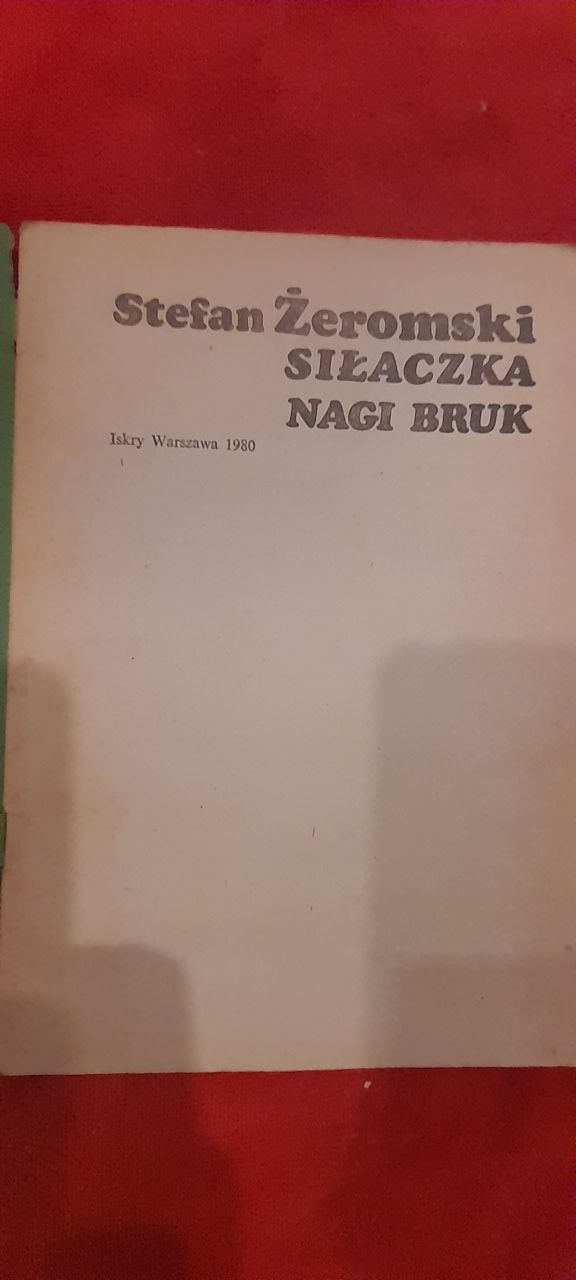 Stefan Żeromski
SIŁACZKA
NAGI BRUK
Iskry Warszawa 1980